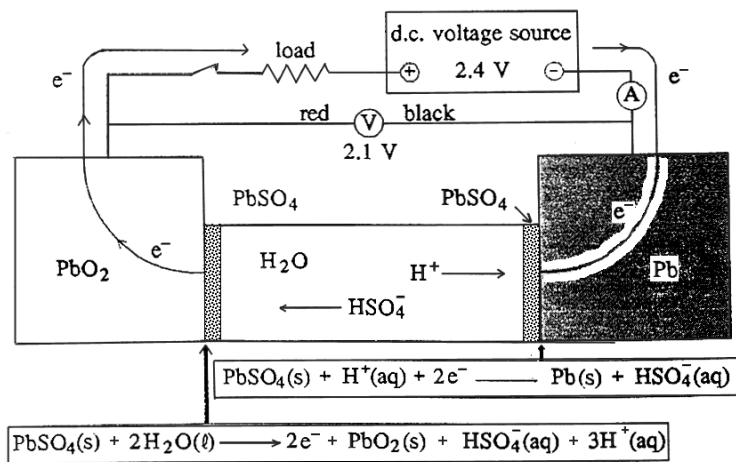 d.c. voltage source
load
⊕ 2.4 V ⊖
e⁻
e⁻
A
red V black
2.1 V
PbSO₄
PbSO₄
e⁻
e⁻
H₂O
PbO₂
H⁺ ⟶
Pb
⟵ HSO₄⁻
PbSO₄(s) + H⁺(aq) + 2e⁻ ⟶ Pb(s) + HSO₄⁻(aq)
PbSO₄(s) + 2H₂O(ℓ) ⟶ 2e⁻ + PbO₂(s) + HSO₄⁻(aq) + 3H⁺(aq)